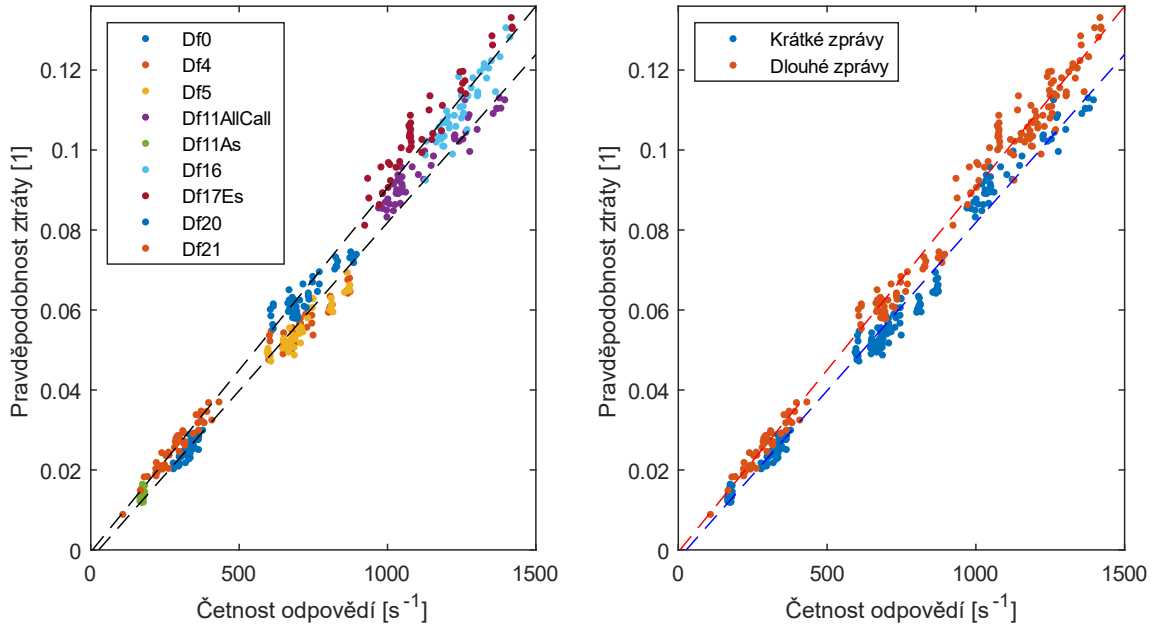 Pravděpodobnost ztráty [1]
0.12
0.1
0.08
0.06
0.04
0.02
0
Df0
Df4
Df5
Df11AllCall
Df11As
Df16
Df17Es
Df20
Df21
0 500 1000 1500
Četnost odpovědí [s⁻¹]
Pravděpodobnost ztráty [1]
0.12
0.1
0.08
0.06
0.04
0.02
0
Krátké zprávy
Dlouhé zprávy
0 500 1000 1500
Četnost odpovědí [s⁻¹]